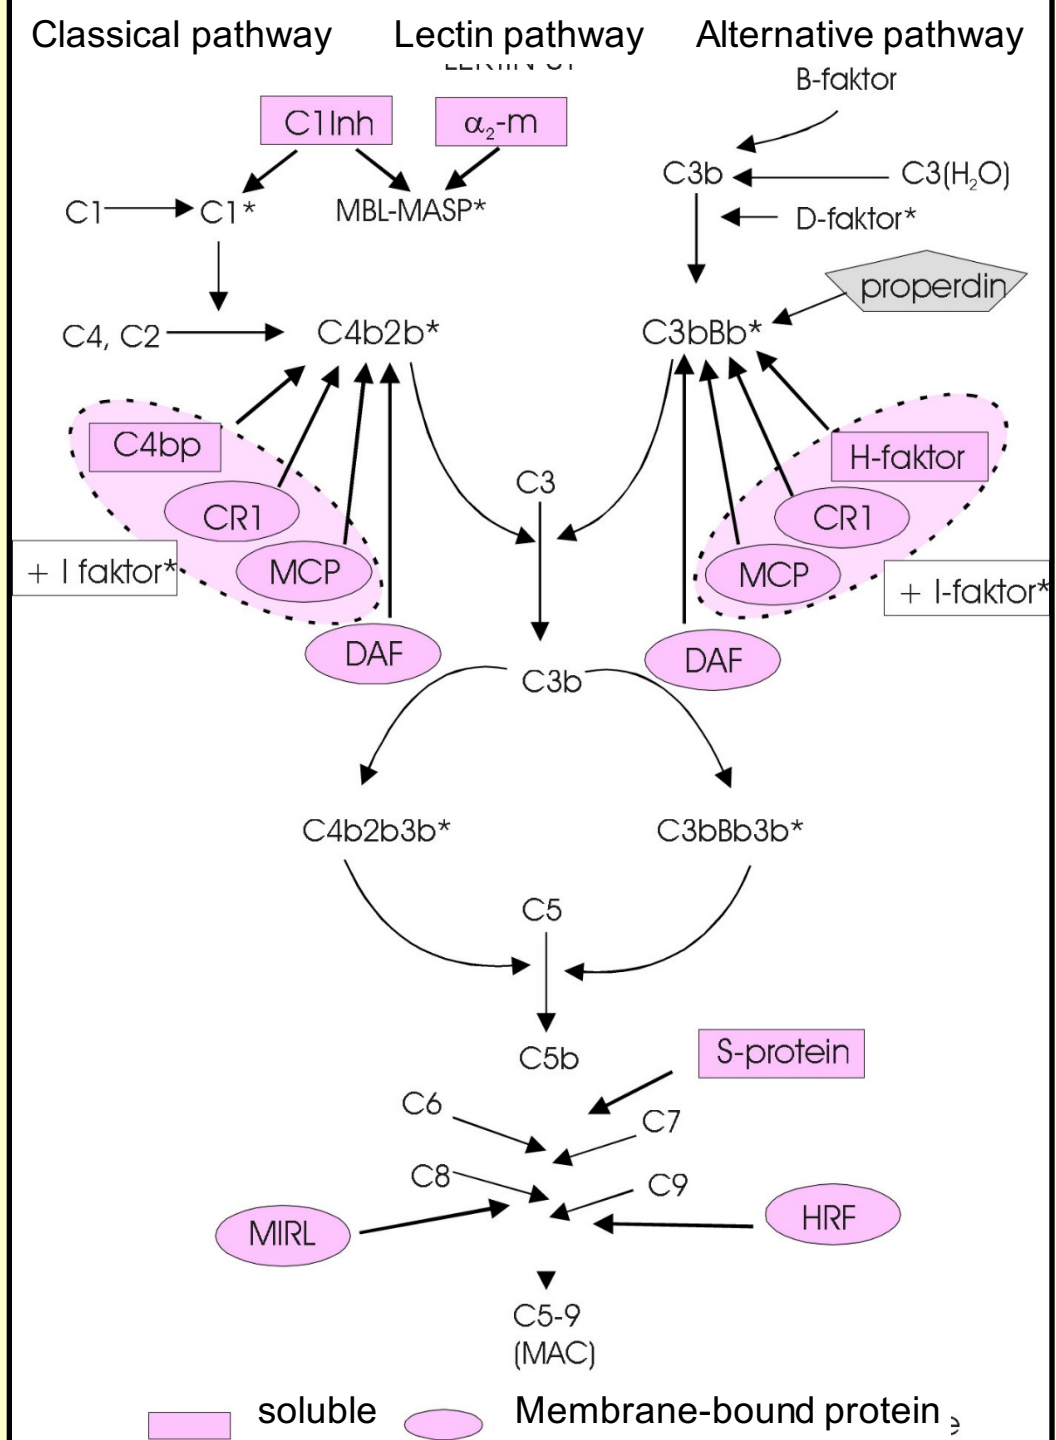 Classical pathway
Lectin pathway
Alternative pathway
B-faktor
C1Inh
α₂-m
C3b
C3(H₂O)
C1
C1*
MBL-MASP*
D-faktor*
properdin
C4, C2
C4b2b*
C3bBb*
C4bp
H-faktor
C3
CR1
CR1
+ I faktor*
MCP
MCP
+ I-faktor*
DAF
DAF
C3b
C4b2b3b*
C3bBb3b*
C5
C5b
S-protein
C6
C7
C8
C9
MIRL
HRF
C5-9
(MAC)
soluble
Membrane-bound protein